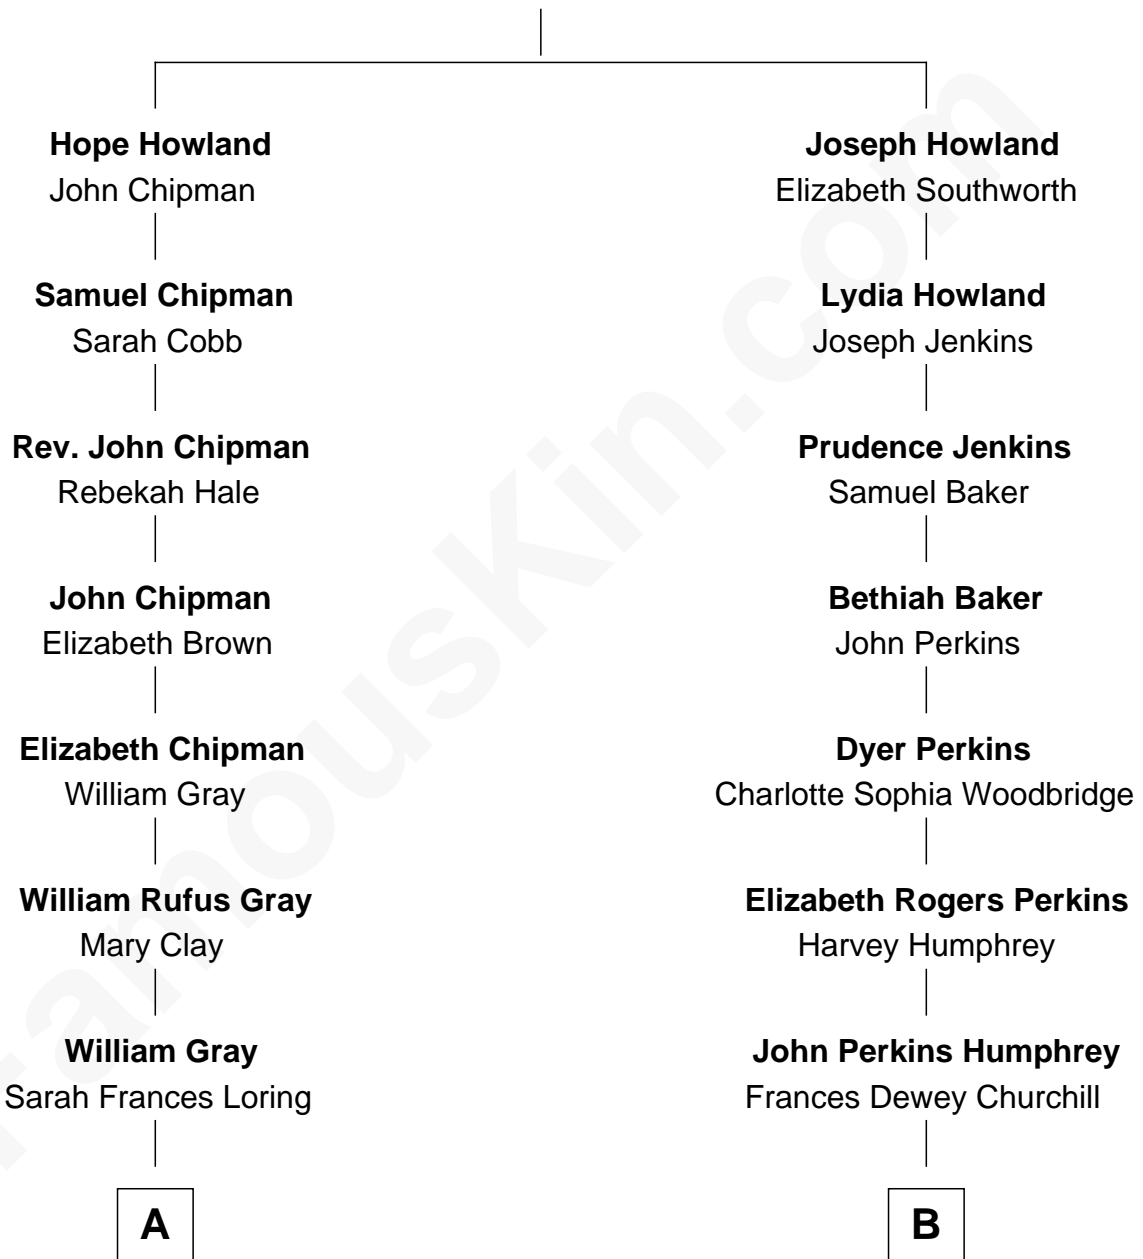 Hope Howland
John Chipman
Samuel Chipman
Sarah Cobb
Rev. John Chipman
Rebekah Hale
John Chipman
Elizabeth Brown
Elizabeth Chipman
William Gray
William Rufus Gray
Mary Clay
William Gray
Sarah Frances Loring
A
Joseph Howland
Elizabeth Southworth
Lydia Howland
Joseph Jenkins
Prudence Jenkins
Samuel Baker
Bethiah Baker
John Perkins
Dyer Perkins
Charlotte Sophia Woodbridge
Elizabeth Rogers Perkins
Harvey Humphrey
John Perkins Humphrey
Frances Dewey Churchill
B
FamousKin.com